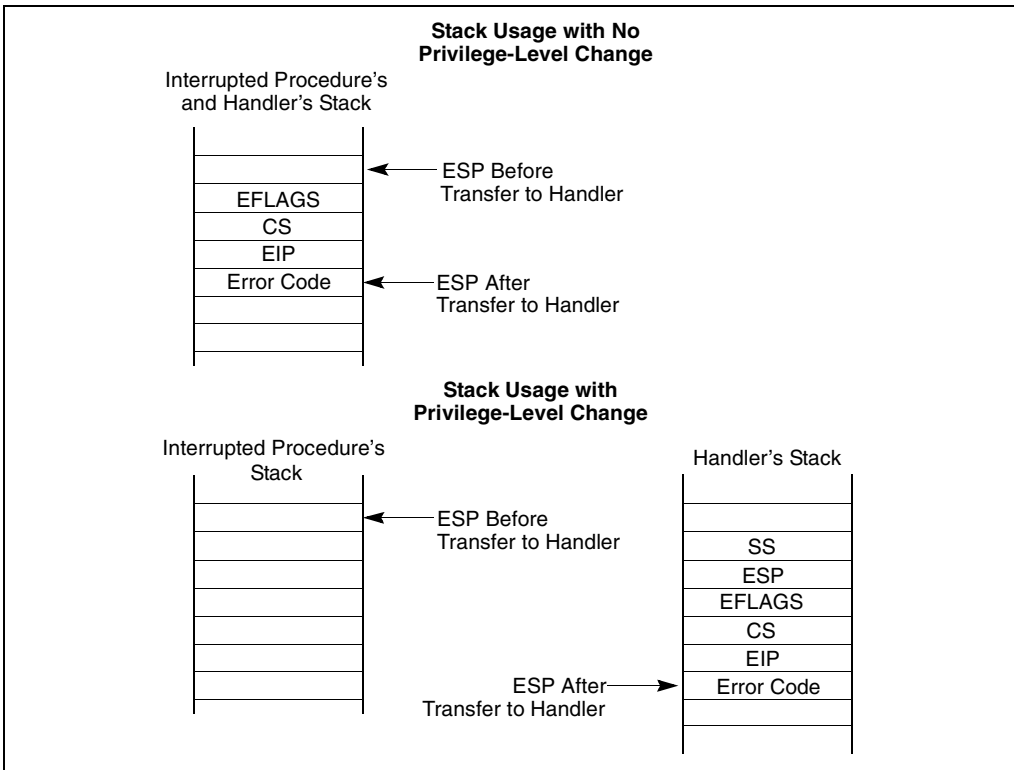 Stack Usage with No
Privilege-Level Change
Interrupted Procedure's
and Handler's Stack
ESP Before
Transfer to Handler
EFLAGS
CS
EIP
Error Code
ESP After
Transfer to Handler
Stack Usage with
Privilege-Level Change
Interrupted Procedure's
Stack
Handler's Stack
ESP Before
Transfer to Handler
SS
ESP
EFLAGS
CS
EIP
ESP After
Transfer to Handler
Error Code